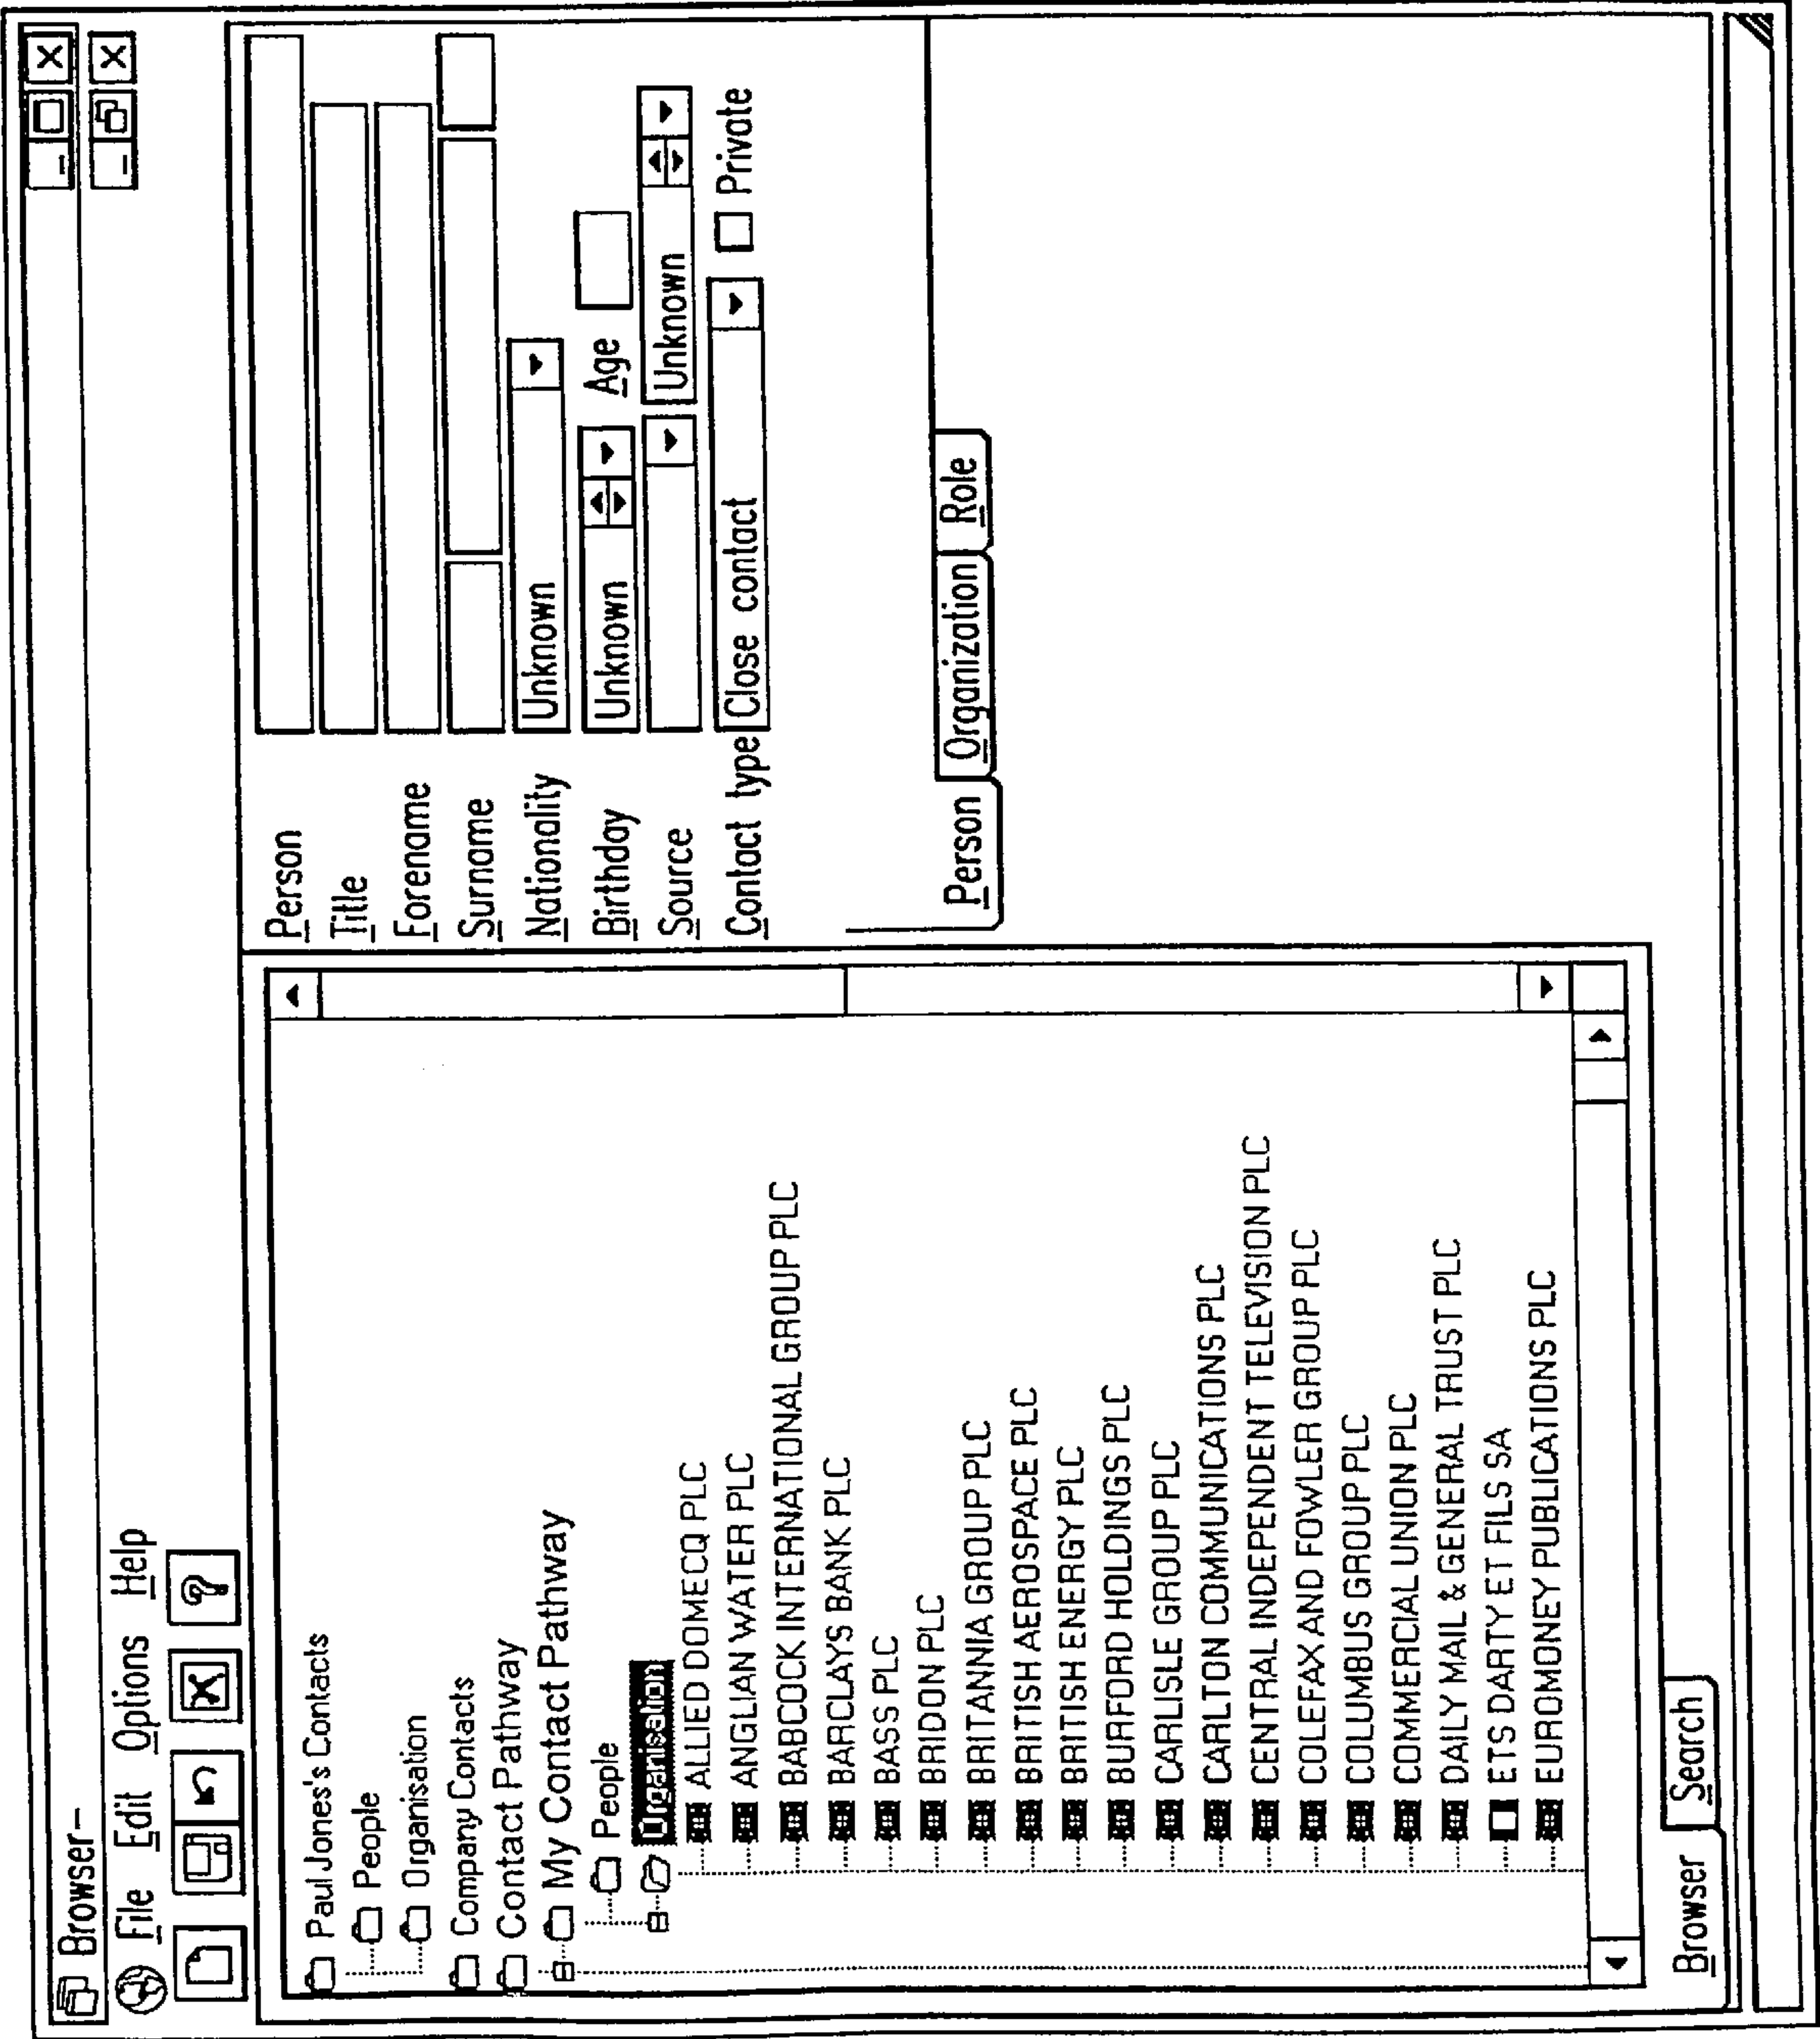 Browser-
File Edit Options Help
Paul Jones's Contacts
People
Organisation
Company Contacts
Contact Pathway
My Contact Pathway
People
Organisation
ALLIED DOMECQ PLC
ANGLIAN WATER PLC
BABCOCK INTERNATIONAL GROUP PLC
BARCLAYS BANK PLC
BASS PLC
BRIDON PLC
BRITANNIA GROUP PLC
BRITISH AEROSPACE PLC
BRITISH ENERGY PLC
BURFORD HOLDINGS PLC
CARLISLE GROUP PLC
CARLTON COMMUNICATIONS PLC
CENTRAL INDEPENDENT TELEVISION PLC
COLEFAX AND FOWLER GROUP PLC
COLUMBUS GROUP PLC
COMMERCIAL UNION PLC
DAILY MAIL & GENERAL TRUST PLC
ETS DARTY ET FILS SA
EUROMONEY PUBLICATIONS PLC
Browser Search
Person
Title
Forename
Surname
Nationality Unknown
Birthday Unknown Age
Source Unknown
Contact type Close contact Private
Person Organization Role